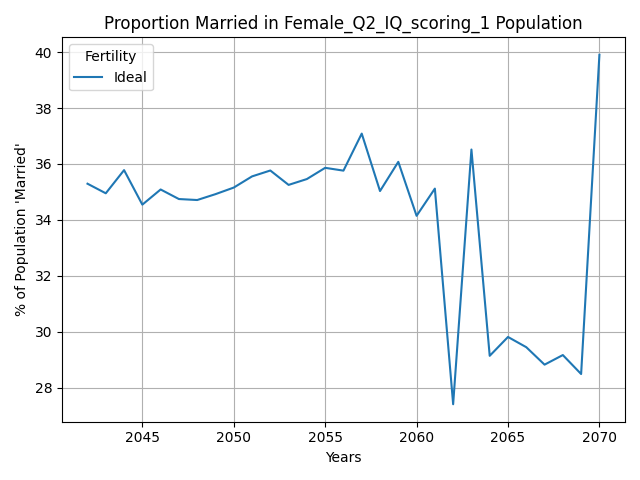 Proportion Married in Female_Q2_IQ_scoring_1 Population
Fertility
Ideal
% of Population 'Married'
40
38
36
34
32
30
28
2045 2050 2055 2060 2065 2070
Years